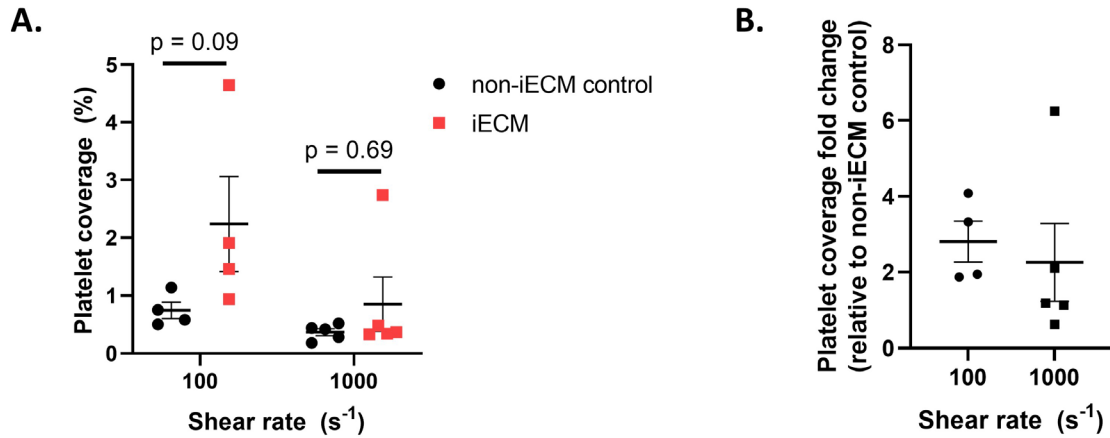 A.
p = 0.09
5
4
3
2
1
0
Platelet coverage (%)
p = 0.69
100
1000
Shear rate (s⁻¹)
non-iECM control
iECM
B.
8
6
4
2
0
Platelet coverage fold change
(relative to non-iECM control)
100
1000
Shear rate (s⁻¹)